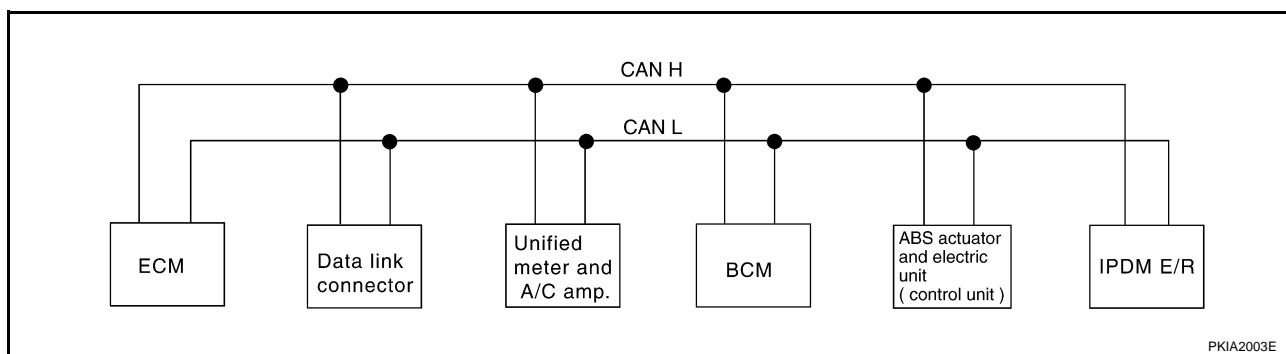 CAN H
CAN L
ECM
Data link
connector
Unified
meter and
A/C amp.
BCM
ABS actuator
and electric
unit
( control unit )
IPDM E/R
PKIA2003E